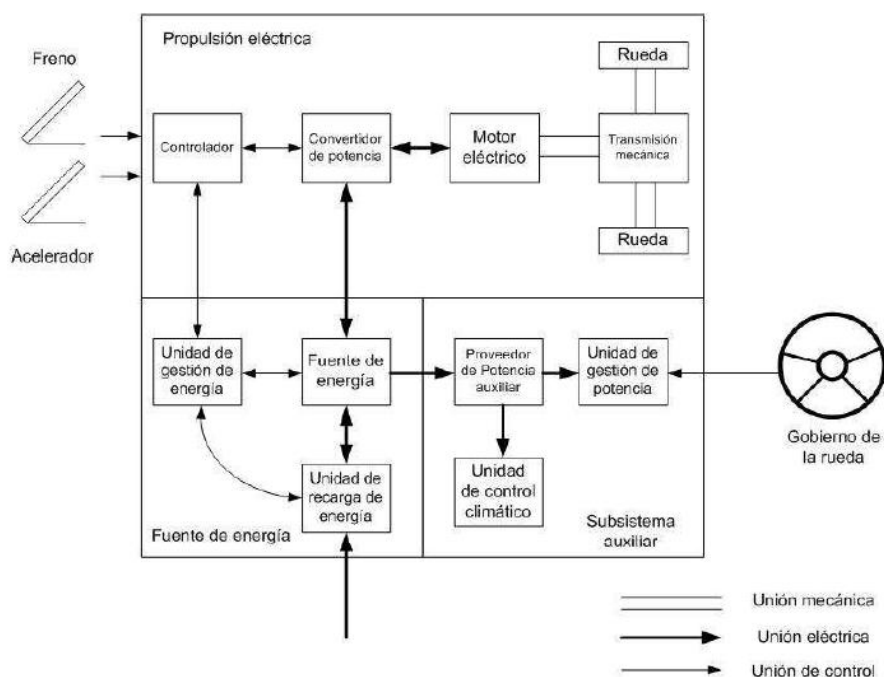 Propulsión eléctrica
Freno
Acelerador
Controlador
Convertidor
de potencia
Motor
eléctrico
Rueda
Transmisión
mecánica
Rueda
Unidad de
gestión de
energía
Fuente de
energía
Unidad de
recarga de
energía
Fuente de energía
Proveedor
de Potencia
auxiliar
Unidad de
gestión de
potencia
Unidad
de control
climático
Subsistema
auxiliar
Gobierno de
la rueda
Unión mecánica
Unión eléctrica
Unión de control